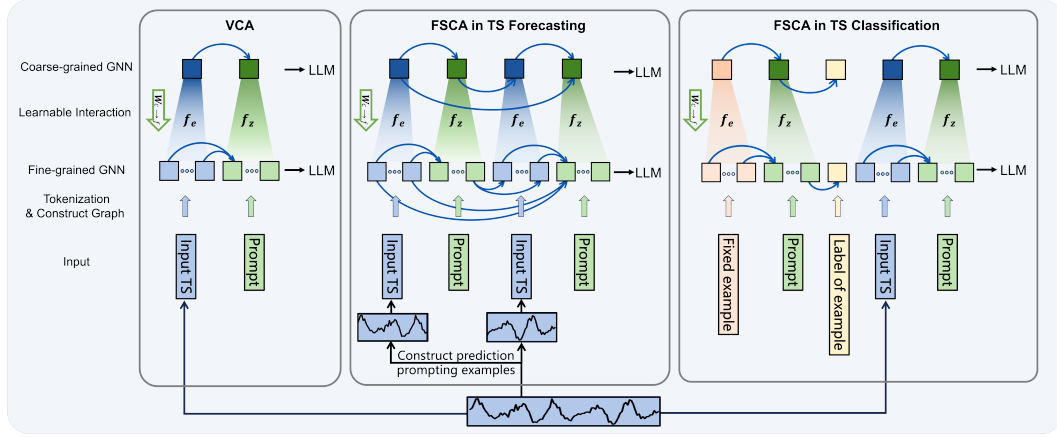 VCA
FSCA in TS Forecasting
FSCA in TS Classification
Coarse-grained GNN
LLM
LLM
LLM
Learnable Interaction
f_e
f_z
f_e
f_z
f_e
f_z
f_e
f_z
f_e
f_z
Fine-grained GNN
LLM
LLM
LLM
Tokenization
& Construct Graph
Input
Input TS
Prompt
Input TS
Prompt
Input TS
Prompt
Fixed example
Prompt
Label of example
Input TS
Prompt
Construct prediction
prompting examples